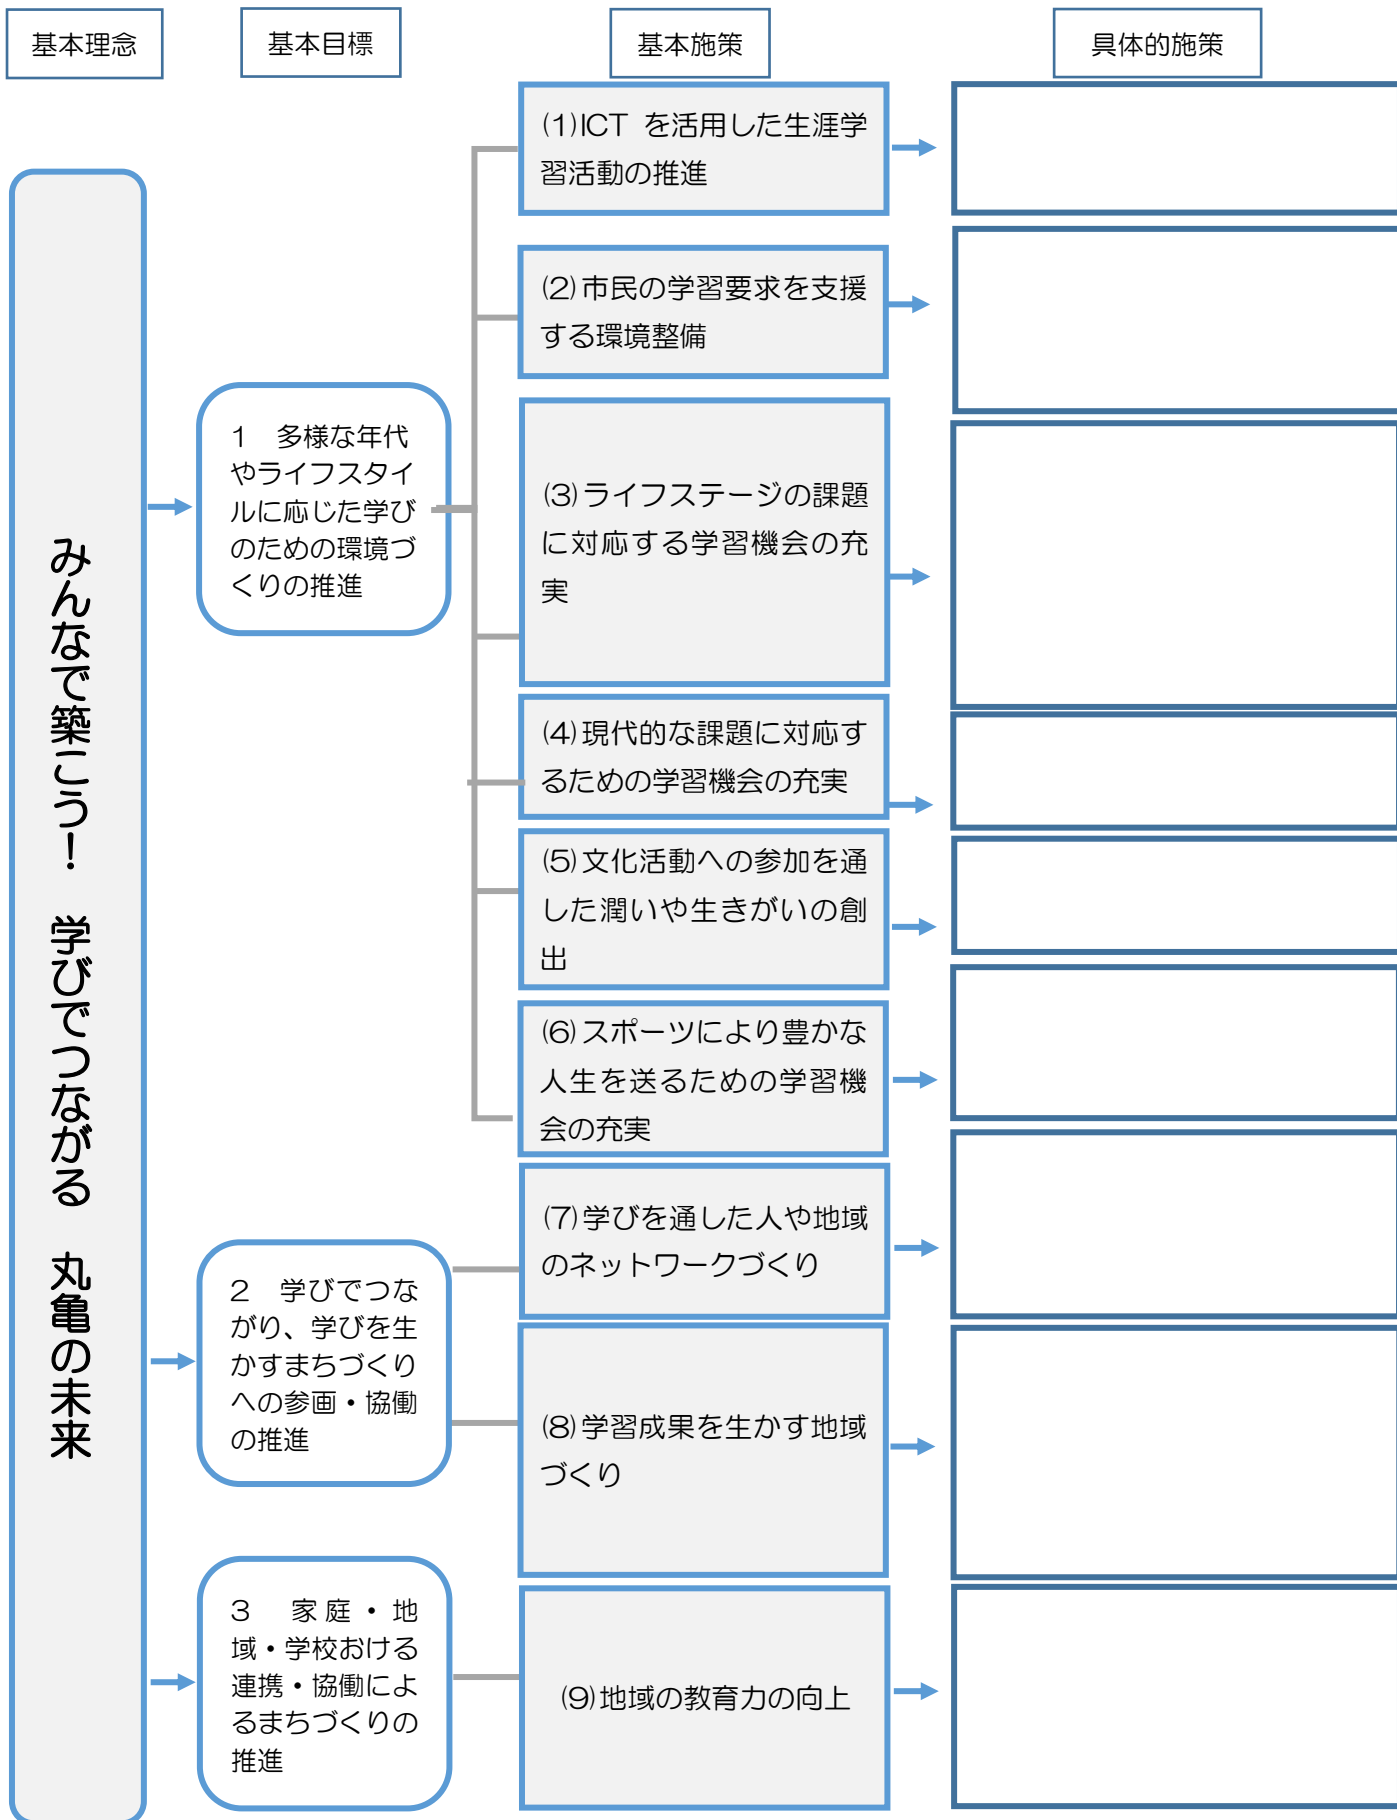 基本理念
基本目標
基本施策
具体的施策
みんなで築こう！　学びでつながる　丸亀の未来
1　多様な年代
やライフスタイ
ルに応じた学び
のための環境づ
くりの推進
2　学びでつな
がり、学びを生
かすまちづくり
への参画・協働
の推進
3　家庭・地
域・学校おける
連携・協働によ
るまちづくりの
推進
(1)ICT を活用した生涯学
習活動の推進
(2)市民の学習要求を支援
する環境整備
(3)ライフステージの課題
に対応する学習機会の充
実
(4)現代的な課題に対応す
るための学習機会の充実
(5)文化活動への参加を通
した潤いや生きがいの創
出
(6)スポーツにより豊かな
人生を送るための学習機
会の充実
(7)学びを通した人や地域
のネットワークづくり
(8)学習成果を生かす地域
づくり
(9)地域の教育力の向上